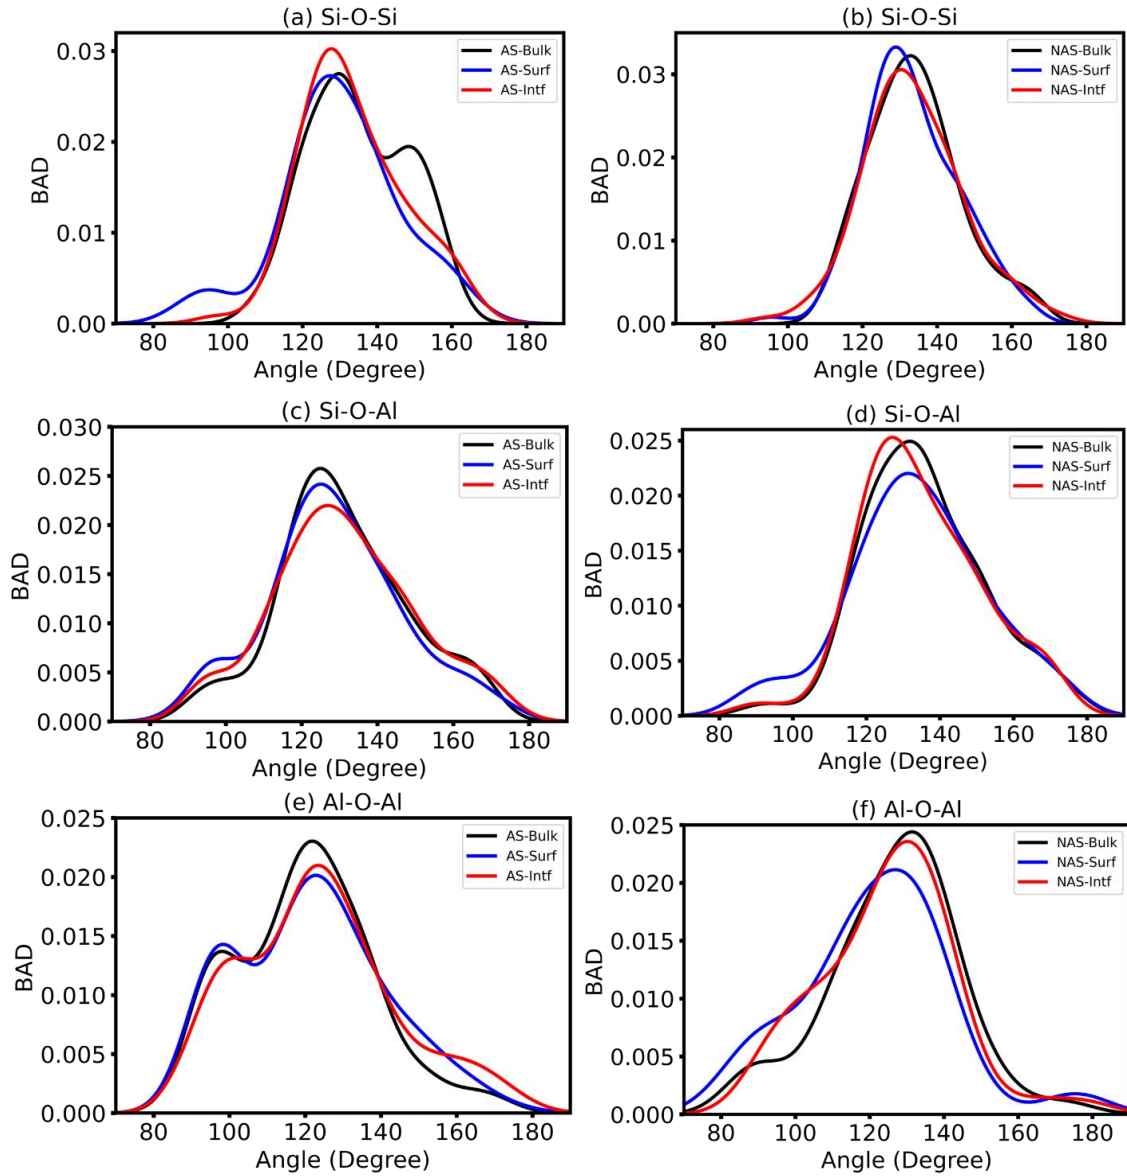 (a) Si-O-Si
AS-Bulk
AS-Surf
AS-Intf
0.03
0.02
0.01
0.00
BAD
80 100 120 140 160 180
Angle (Degree)
(b) Si-O-Si
NAS-Bulk
NAS-Surf
NAS-Intf
0.03
0.02
0.01
0.00
BAD
80 100 120 140 160 180
Angle (Degree)
(c) Si-O-Al
AS-Bulk
AS-Surf
AS-Intf
0.030
0.025
0.020
0.015
0.010
0.005
0.000
BAD
80 100 120 140 160 180
Angle (Degree)
(d) Si-O-Al
NAS-Bulk
NAS-Surf
NAS-Intf
0.025
0.020
0.015
0.010
0.005
0.000
BAD
80 100 120 140 160 180
Angle (Degree)
(e) Al-O-Al
AS-Bulk
AS-Surf
AS-Intf
0.025
0.020
0.015
0.010
0.005
0.000
BAD
80 100 120 140 160 180
Angle (Degree)
(f) Al-O-Al
NAS-Bulk
NAS-Surf
NAS-Intf
0.025
0.020
0.015
0.010
0.005
0.000
BAD
80 100 120 140 160 180
Angle (Degree)